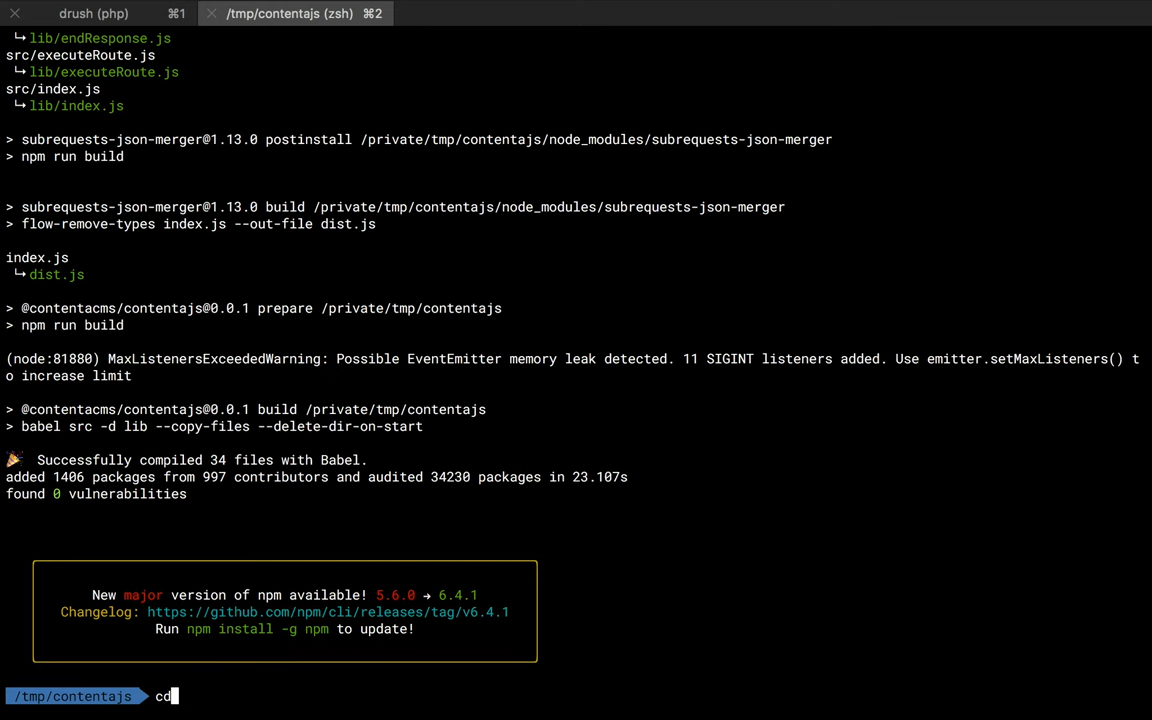 drush (php) ⌘1 /tmp/contentajs (zsh) ⌘2
↳ lib/endResponse.js
src/executeRoute.js
↳ lib/executeRoute.js
src/index.js
↳ lib/index.js
> subrequests-json-merger@1.13.0 postinstall /private/tmp/contentajs/node_modules/subrequests-json-merger
> npm run build
> subrequests-json-merger@1.13.0 build /private/tmp/contentajs/node_modules/subrequests-json-merger
> flow-remove-types index.js --out-file dist.js
index.js
↳ dist.js
> @contentacms/contentajs@0.0.1 prepare /private/tmp/contentajs
> npm run build
(node:81880) MaxListenersExceededWarning: Possible EventEmitter memory leak detected. 11 SIGINT listeners added. Use emitter.setMaxListeners() t
o increase limit
> @contentacms/contentajs@0.0.1 build /private/tmp/contentajs
> babel src -d lib --copy-files --delete-dir-on-start
🎉 Successfully compiled 34 files with Babel.
added 1406 packages from 997 contributors and audited 34230 packages in 23.107s
found 0 vulnerabilities
New major version of npm available! 5.6.0 → 6.4.1
Changelog: https://github.com/npm/cli/releases/tag/v6.4.1
Run npm install -g npm to update!
/tmp/contentajs cd